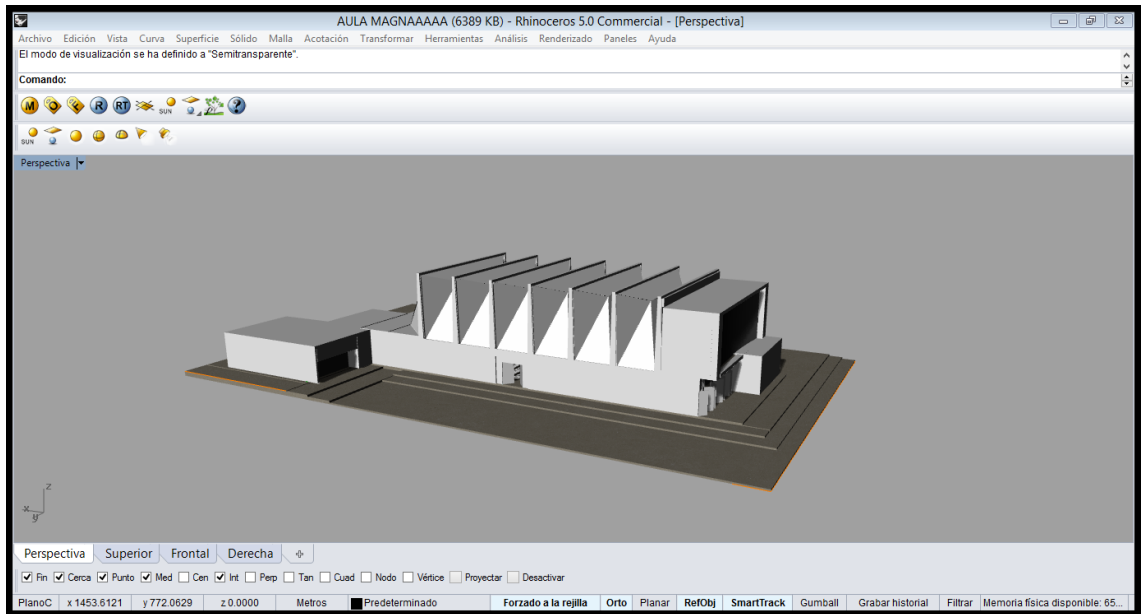 AULA MAGNAAAAA (6389 KB) - Rhinoceros 5.0 Commercial - [Perspectiva]
Archivo Edición Vista Curva Superficie Sólido Malla Acotación Transformar Herramientas Análisis Renderizado Paneles Ayuda
El modo de visualización se ha definido a "Semitransparente".
Comando:
M R RT SUN ?
SUN
Perspectiva
z
x
y
Perspectiva Superior Frontal Derecha
Fin Cerca Punto Med Cen Int Perp Tan Cuad Nodo Vértice Proyectar Desactivar
PlanoC x 1453.6121 y 772.0629 z 0.0000 Metros Predeterminado Forzado a la rejilla Orto Planar RefObj SmartTrack Gumball Grabar historial Filtrar Memoria física disponible: 65...